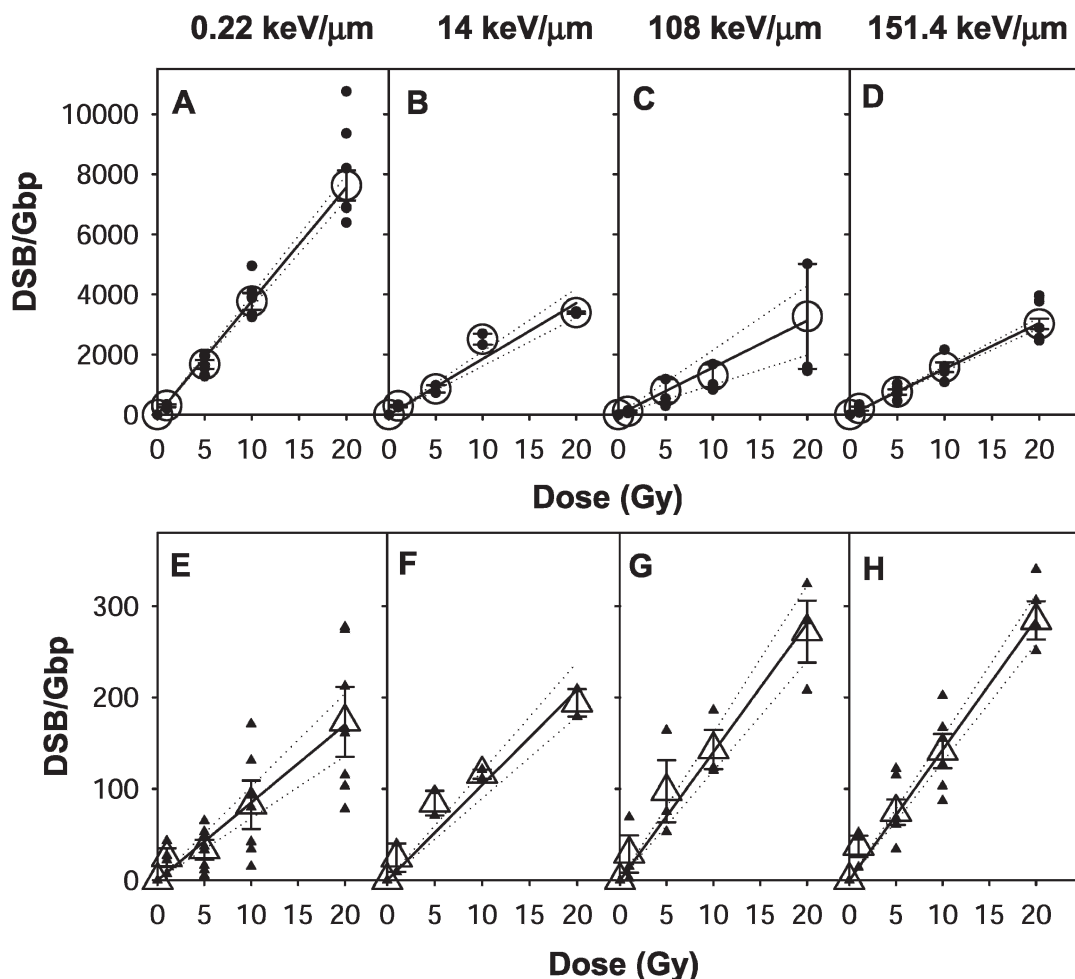 0.22 keV/μm 14 keV/μm 108 keV/μm 151.4 keV/μm
A B C D
10000
8000
6000
4000
2000
0
DSB/Gbp
0 5 10 15 20 0 5 10 15 20 0 5 10 15 20 0 5 10 15 20
Dose (Gy)
E F G H
300
200
100
0
DSB/Gbp
0 5 10 15 20 0 5 10 15 20 0 5 10 15 20 0 5 10 15 20
Dose (Gy)